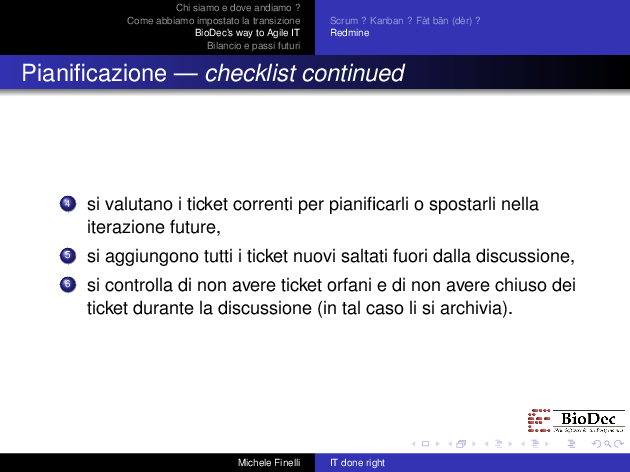 Chi siamo e dove andiamo ?
Come abbiamo impostato la transizione
BioDec's way to Agile IT
Bilancio e passi futuri
Scrum ? Kanban ? Fàt bän (dèr) ?
Redmine
Pianificazione — checklist continued
4 si valutano i ticket correnti per pianificarli o spostarli nella
iterazione future,
5 si aggiungono tutti i ticket nuovi saltati fuori dalla discussione,
6 si controlla di non avere ticket orfani e di non avere chiuso dei
ticket durante la discussione (in tal caso li si archivia).
BioDec
Michele Finelli
IT done right